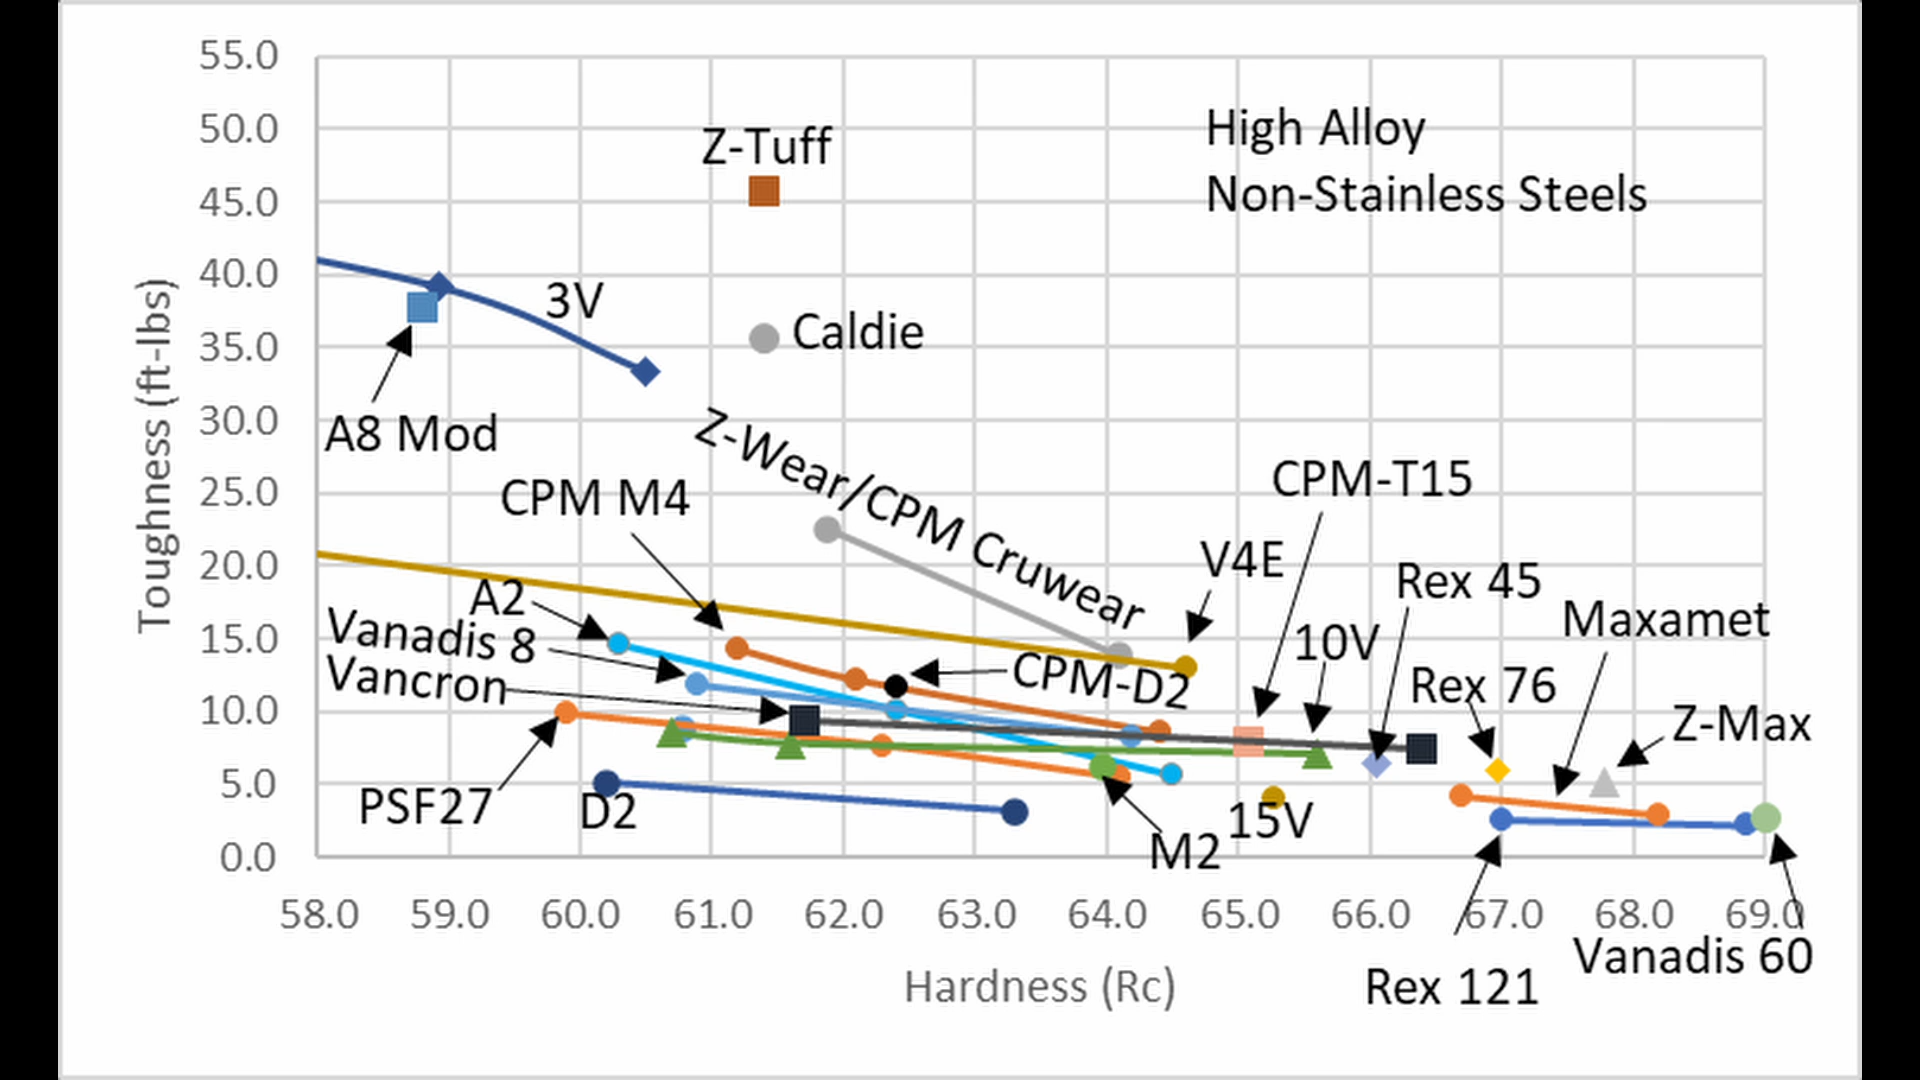 55.0
50.0
45.0
40.0
35.0
30.0
25.0
20.0
15.0
10.0
5.0
0.0
Toughness (ft-lbs)
High Alloy
Non-Stainless Steels
Z-Tuff
3V
Caldie
A8 Mod
Z-Wear/CPM Cruwear
CPM M4
CPM-T15
V4E
Rex 45
A2
Maxamet
Vanadis 8
10V
Vancron
CPM-D2
Rex 76
Z-Max
PSF27
D2
15V
M2
58.0 59.0 60.0 61.0 62.0 63.0 64.0 65.0 66.0 67.0 68.0 69.0
Vanadis 60
Rex 121
Hardness (Rc)